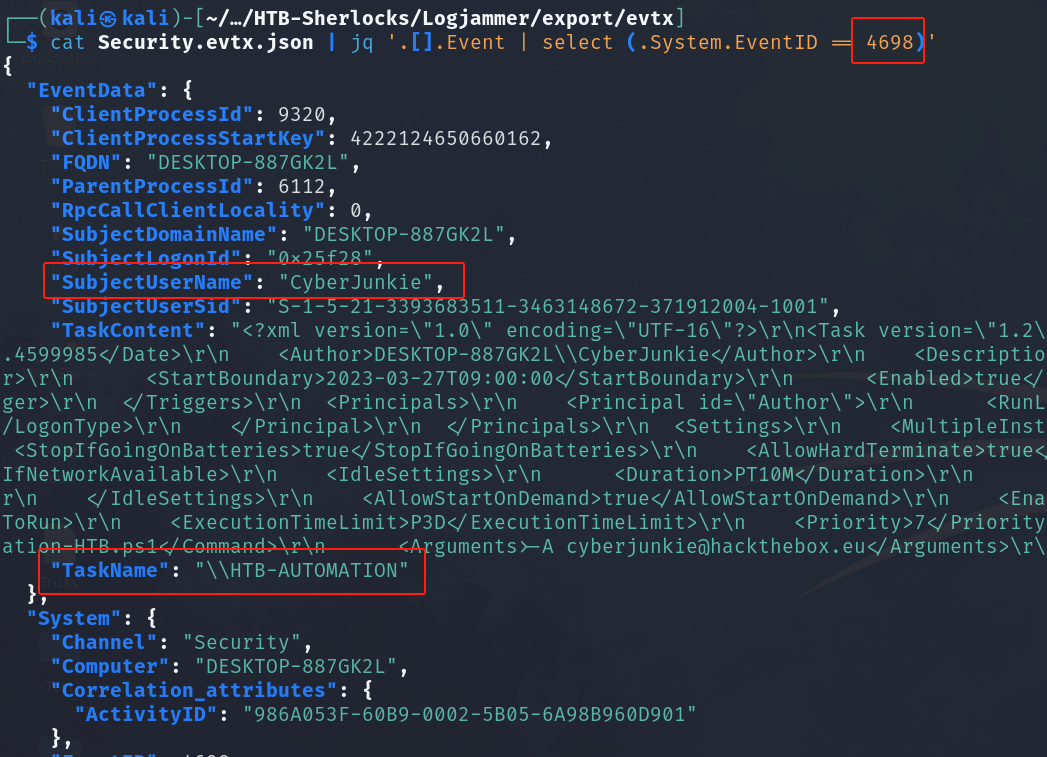 ┌──(kali㉿kali)-[~/…/HTB-Sherlocks/Logjammer/export/evtx]
└─$ cat Security.evtx.json | jq '.[].Event | select (.System.EventID == 4698)'
{
"EventData": {
"ClientProcessId": 9320,
"ClientProcessStartKey": 4222124650660162,
"FQDN": "DESKTOP-887GK2L",
"ParentProcessId": 6112,
"RpcCallClientLocality": 0,
"SubjectDomainName": "DESKTOP-887GK2L",
"SubjectLogonId": "0×25f28",
"SubjectUserName": "CyberJunkie",
"SubjectUserSid": "S-1-5-21-3393683511-3463148672-371912004-1001",
"TaskContent": "<?xml version=\"1.0\" encoding=\"UTF-16\"?>\r\n<Task version=\"1.2\
.4599985</Date>\r\n    <Author>DESKTOP-887GK2L\\CyberJunkie</Author>\r\n    <Descriptio
r>\r\n      <StartBoundary>2023-03-27T09:00:00</StartBoundary>\r\n      <Enabled>true</
ger>\r\n  </Triggers>\r\n  <Principals>\r\n    <Principal id=\"Author\">\r\n      <RunL
/LogonType>\r\n    </Principal>\r\n  </Principals>\r\n  <Settings>\r\n    <MultipleInst
<StopIfGoingOnBatteries>true</StopIfGoingOnBatteries>\r\n    <AllowHardTerminate>true<
IfNetworkAvailable>\r\n    <IdleSettings>\r\n      <Duration>PT10M</Duration>\r\n
r\n    </IdleSettings>\r\n    <AllowStartOnDemand>true</AllowStartOnDemand>\r\n    <Ena
ToRun>\r\n    <ExecutionTimeLimit>P3D</ExecutionTimeLimit>\r\n    <Priority>7</Priority
ation-HTB.ps1</Command>\r\n      <Arguments>-A cyberjunkie@hackthebox.eu</Arguments>\r\
"TaskName": "\\HTB-AUTOMATION"
},
"System": {
"Channel": "Security",
"Computer": "DESKTOP-887GK2L",
"Correlation_attributes": {
"ActivityID": "986A053F-60B9-0002-5B05-6A98B960D901"
},